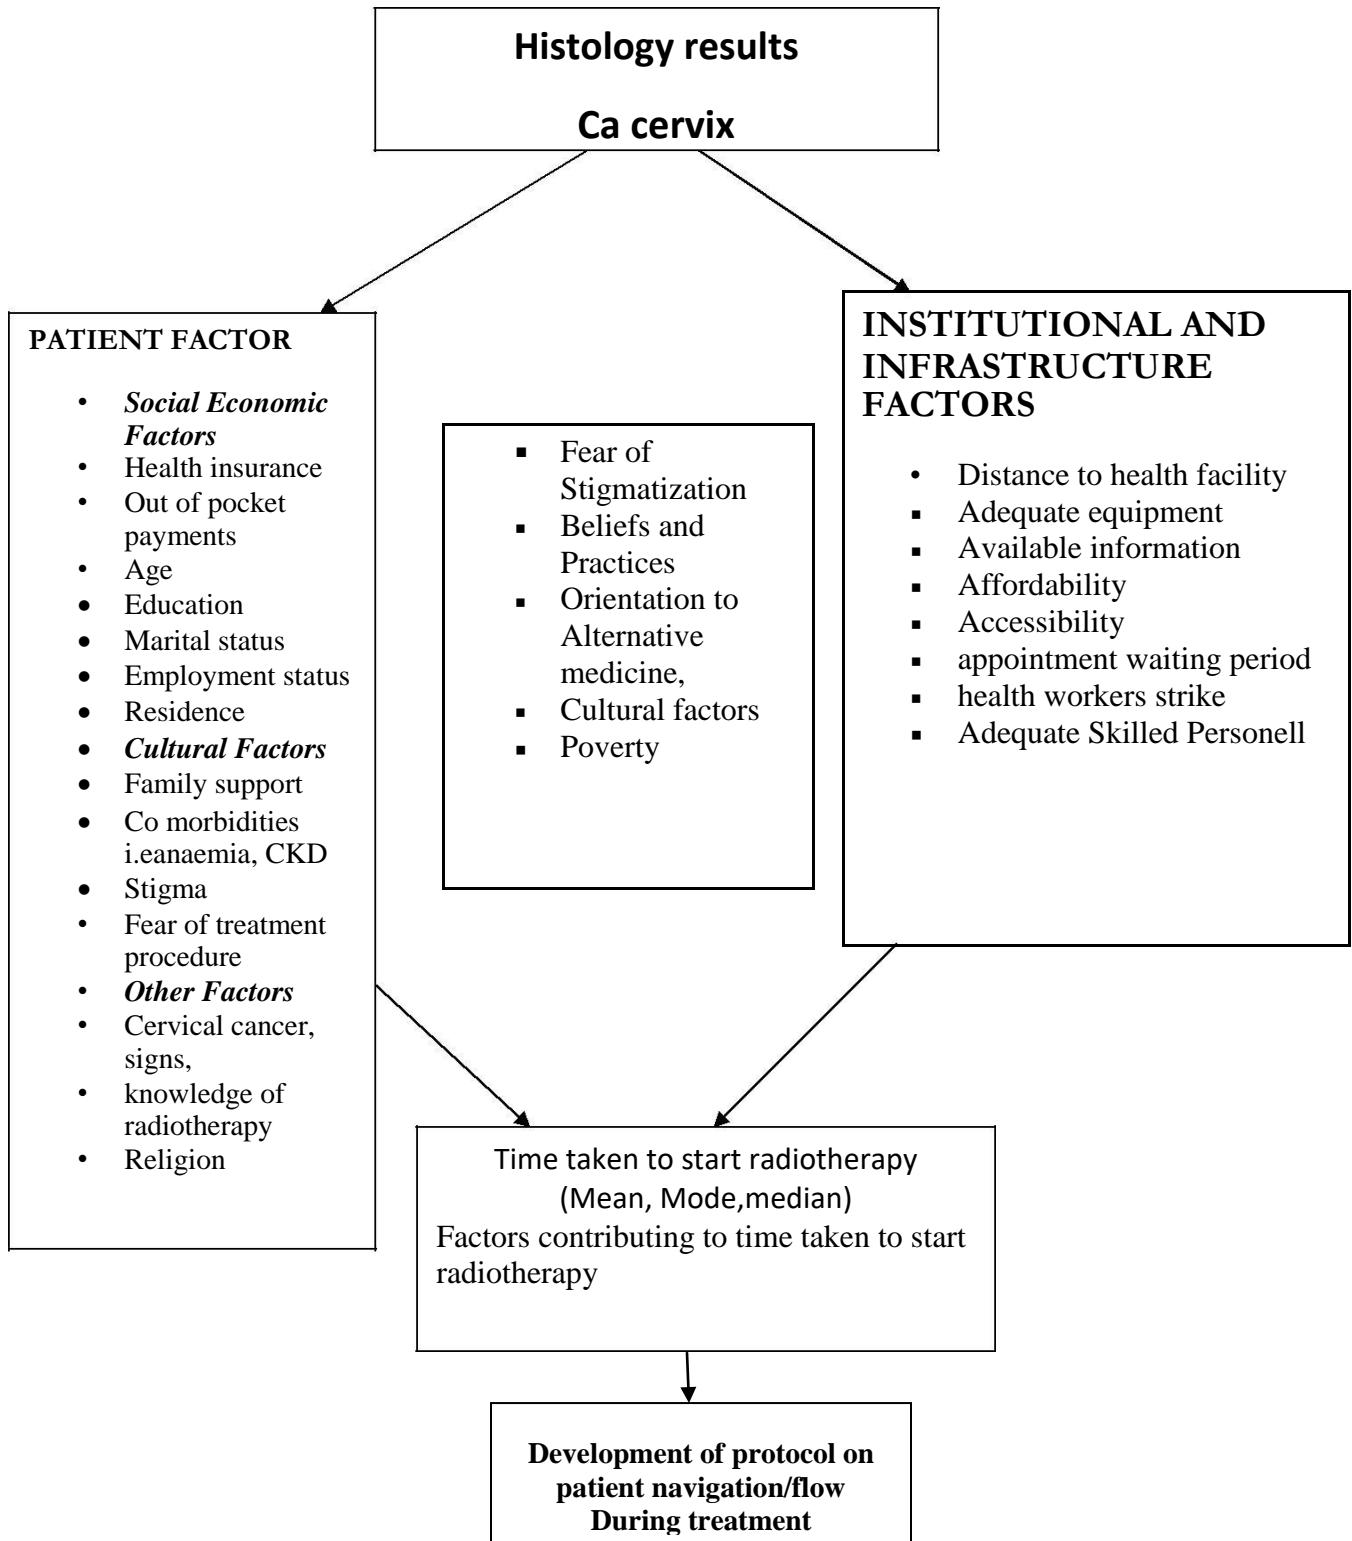 Histology results
Ca cervix
PATIENT FACTOR
• Social Economic
Factors
• Health insurance
• Out of pocket
payments
• Age
• Education
• Marital status
• Employment status
• Residence
• Cultural Factors
• Family support
• Co morbidities
i.eanaemia, CKD
• Stigma
• Fear of treatment
procedure
• Other Factors
• Cervical cancer,
signs,
• knowledge of
radiotherapy
• Religion
▪ Fear of
Stigmatization
▪ Beliefs and
Practices
▪ Orientation to
Alternative
medicine,
▪ Cultural factors
▪ Poverty
INSTITUTIONAL AND
INFRASTRUCTURE
FACTORS
• Distance to health facility
▪ Adequate equipment
▪ Available information
▪ Affordability
▪ Accessibility
▪ appointment waiting period
▪ health workers strike
▪ Adequate Skilled Personell
Time taken to start radiotherapy
(Mean, Mode,median)
Factors contributing to time taken to start
radiotherapy
Development of protocol on
patient navigation/flow
During treatment